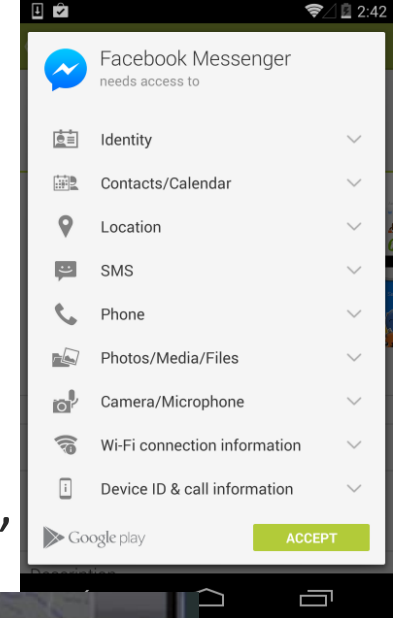 2:42
Facebook Messenger
needs access to
Identity
Contacts/Calendar
Location
SMS
Phone
Photos/Media/Files
Camera/Microphone
Wi-Fi connection information
Device ID & call information
,
Google play
ACCEPT
Description